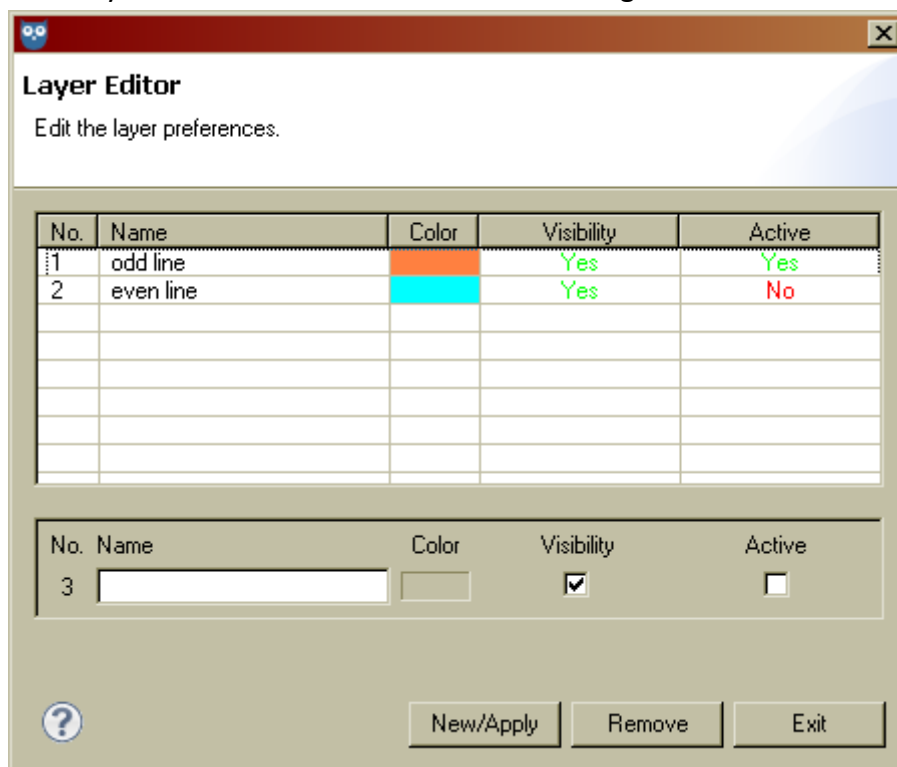 Layer Editor
Edit the layer preferences.
No. Name Color Visibility Active
1 odd line Yes Yes
2 even line Yes No
No. Name Color Visibility Active
3
New/Apply Remove Exit